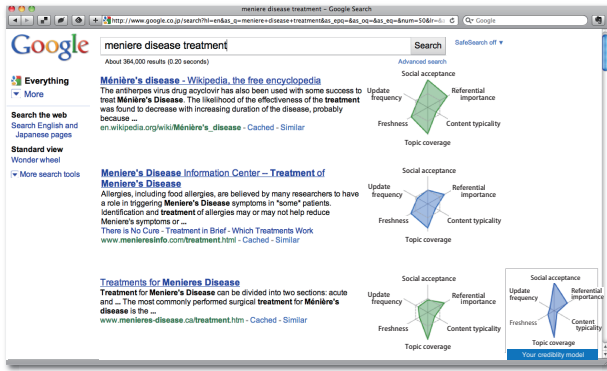 meniere disease treatment – Google Search
http://www.google.co.jp/search?hl=en&as_q=meniere+disease+treatment&as_epq=&as_oq=&as_eq=&num=50&lr=&
Google
Google
meniere disease treatment
Search
SafeSearch off ▼
About 364,000 results (0.20 seconds)
Advanced search
Everything
More
Search the web
Search English and
Japanese pages
Standard view
Wonder wheel
More search tools
Ménière's disease - Wikipedia, the free encyclopedia
The antiherpes virus drug acyclovir has also been used with some success to
treat Ménière's Disease. The likelihood of the effectiveness of the treatment
was found to decrease with increasing duration of the disease, probably
because ...
en.wikipedia.org/wiki/Ménière's_disease - Cached - Similar
Social acceptance
Update
frequency
Referential
importance
Freshness
Content typicality
Topic coverage
Meniere's Disease Information Center – Treatment of
Meniere's Disease
Allergies, including food allergies, are believed by many researchers to have
a role in triggering Meniere's Disease symptoms in *some* patients.
Identification and treatment of allergies may or may not help reduce
Meniere's symptoms or ...
There is No Cure - Treatment in Brief - Which Treatments Work
www.menieresinfo.com/treatment.html - Cached - Similar
Social acceptance
Update
frequency
Referential
importance
Freshness
Content typicality
Topic coverage
Treatments for Menieres Disease
Treatment for Meniere's Disease can be divided into two sections: acute
and ... The most commonly performed surgical treatment for Ménière's
disease is the ...
www.menieres-disease.ca/treatment.htm - Cached - Similar
Social acceptance
Update
frequency
Referential
importance
Freshness
Content typicality
Topic coverage
Social acceptance
Update
frequency
Referential
importance
Freshness
Content
typicality
Topic coverage
Your crediblity model